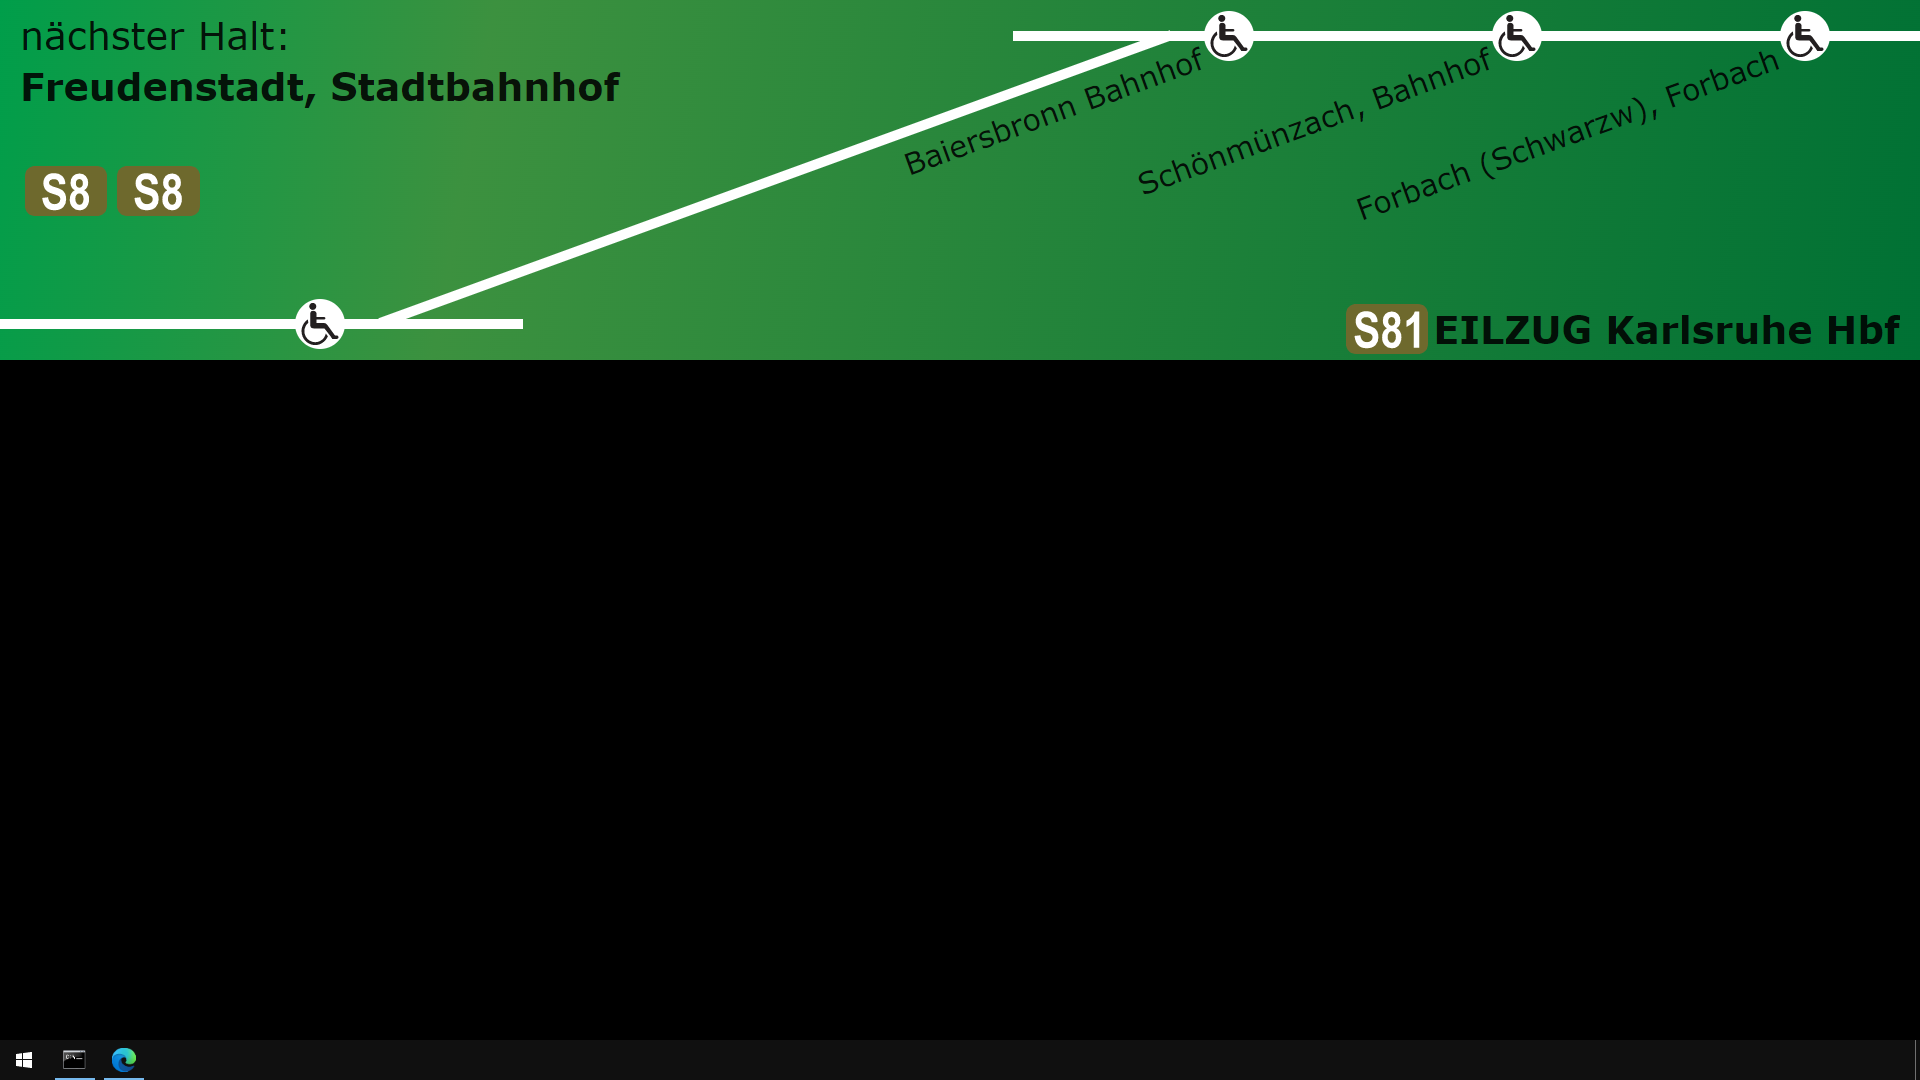 nächster Halt:
Freudenstadt, Stadtbahnhof
S8 S8
Baiersbronn Bahnhof
Schönmünzach, Bahnhof
Forbach (Schwarzw), Forbach
S81 EILZUG Karlsruhe Hbf